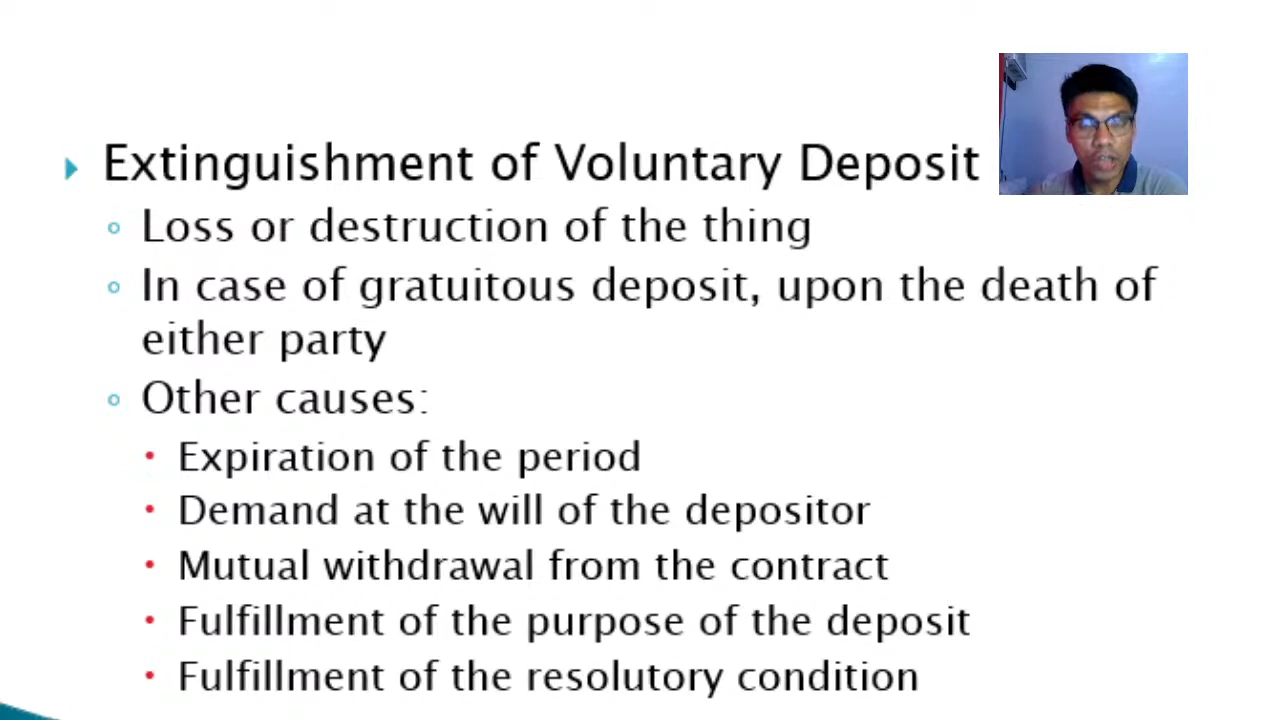 Extinguishment of Voluntary Deposit
Loss or destruction of the thing
In case of gratuitous deposit, upon the death of
either party
Other causes:
Expiration of the period
Demand at the will of the depositor
Mutual withdrawal from the contract
Fulfillment of the purpose of the deposit
Fulfillment of the resolutory condition